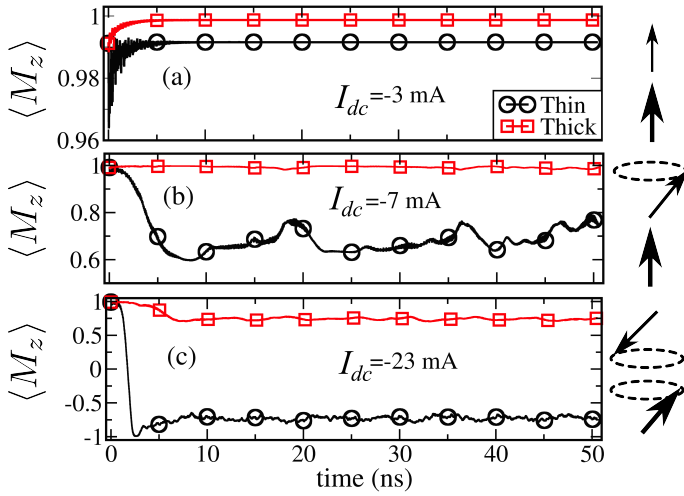 1
0.98
0.96
⟨M_z⟩
(a)
I_dc=-3 mA
Thin
Thick
1
0.8
0.6
⟨M_z⟩
(b)
I_dc=-7 mA
1
0.5
0
-0.5
-1
⟨M_z⟩
(c)
I_dc=-23 mA
0 10 20 30 40 50
time (ns)